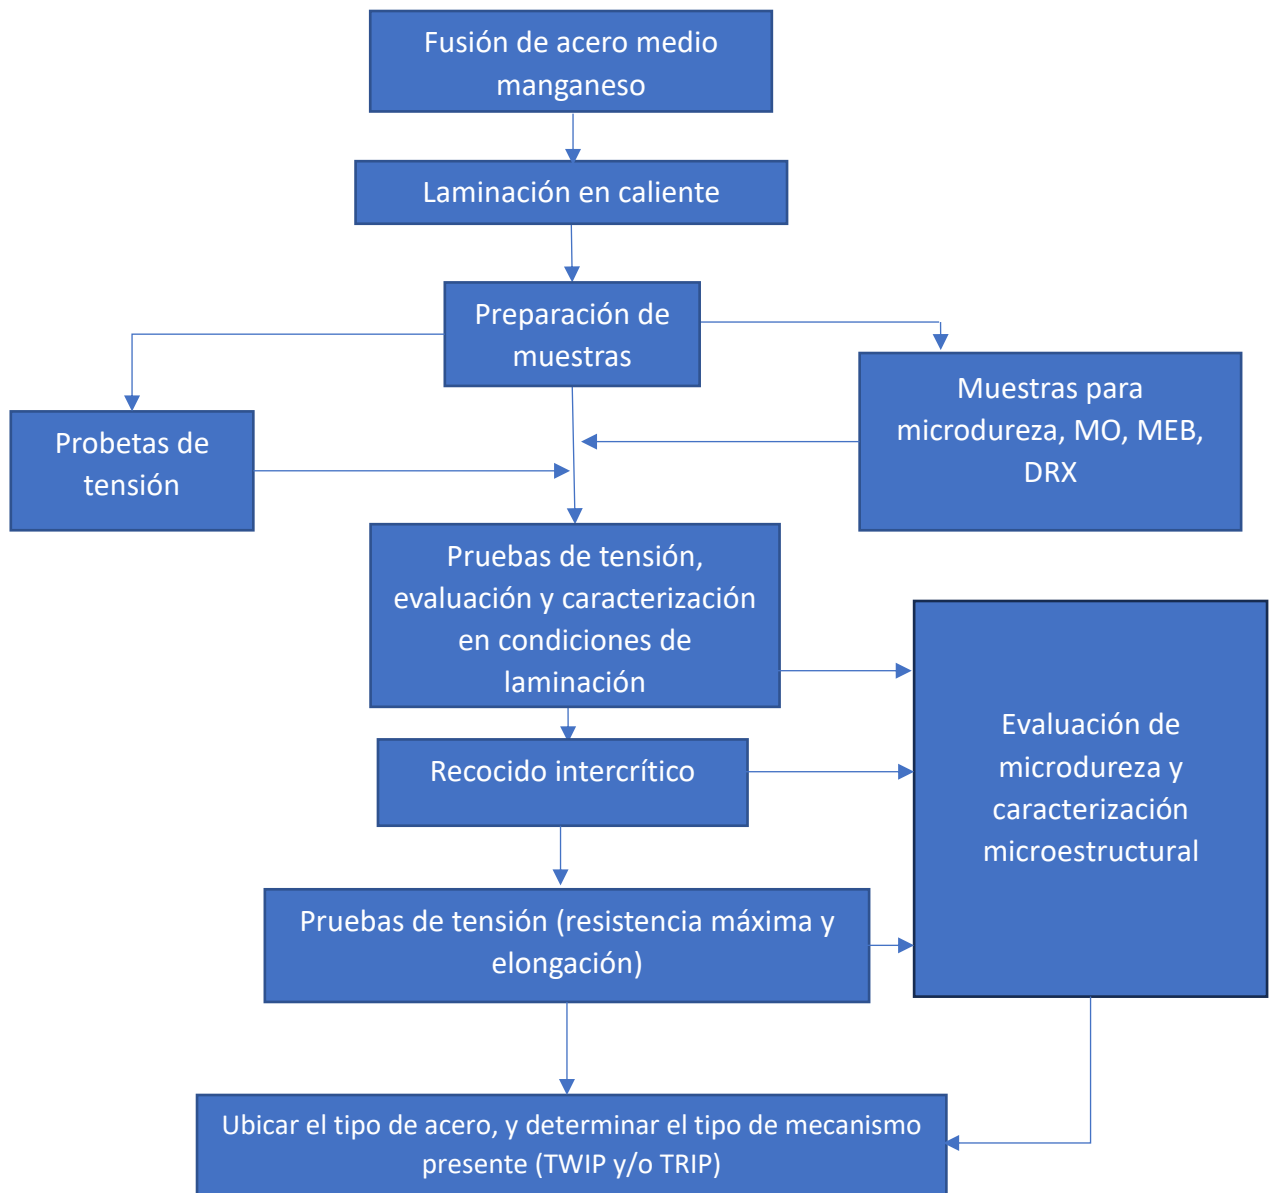 Fusión de acero medio
manganeso
Laminación en caliente
Preparación de
muestras
Probetas de
tensión
Muestras para
microdureza, MO, MEB,
DRX
Pruebas de tensión,
evaluación y caracterización
en condiciones de
laminación
Recocido intercrítico
Evaluación de
microdureza y
caracterización
microestructural
Pruebas de tensión (resistencia máxima y
elongación)
Ubicar el tipo de acero, y determinar el tipo de mecanismo
presente (TWIP y/o TRIP)